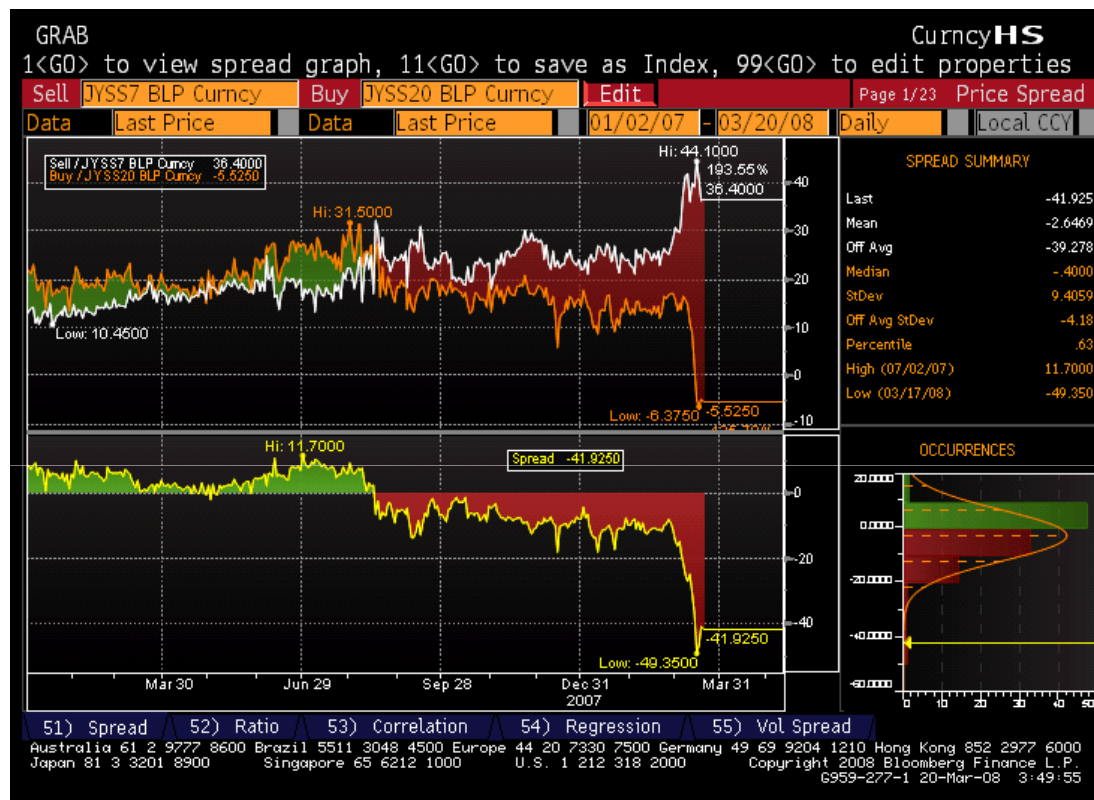 GRAB CurncyHS
1<GO> to view spread graph, 11<GO> to save as Index, 99<GO> to edit properties
Sell JYSS7 BLP Curncy Buy JYSS20 BLP Curncy Edit Page 1/23 Price Spread
Data Last Price Data Last Price 01/02/07 - 03/20/08 Daily Local CCY
Sell/JYSS7 BLP Curncy 36.4000
Buy /JYSS20 BLP Curncy -5.5250
Hi: 44.1000
193.55%
36.4000
Hi: 31.5000
Low: 10.4500
Low: -6.3750 -5.5250
40
30
20
10
0
-10
SPREAD SUMMARY
Last -41.925
Mean -2.6469
Off Avg -39.278
Median -.4000
StDev 9.4059
Off Avg StDev -4.18
Percentile .63
High (07/02/07) 11.7000
Low (03/17/08) -49.350
Hi: 11.7000
Spread -41.9250
-41.9250
Low: -49.3500
0
-20
-40
Mar 30 Jun 29 Sep 28 Dec 31 Mar 31
2007
OCCURRENCES
20.0000
0.0000
-20.0000
-40.0000
-60.0000
0 10 20 30 40 50
51) Spread 52) Ratio 53) Correlation 54) Regression 55) Vol Spread
Australia 61 2 9777 8600 Brazil 5511 3048 4500 Europe 44 20 7330 7500 Germany 49 69 9204 1210 Hong Kong 852 2977 6000
Japan 81 3 3201 8900 Singapore 65 6212 1000 U.S. 1 212 318 2000 Copyright 2008 Bloomberg Finance L.P.
G959-277-1 20-Mar-08 3:49:55